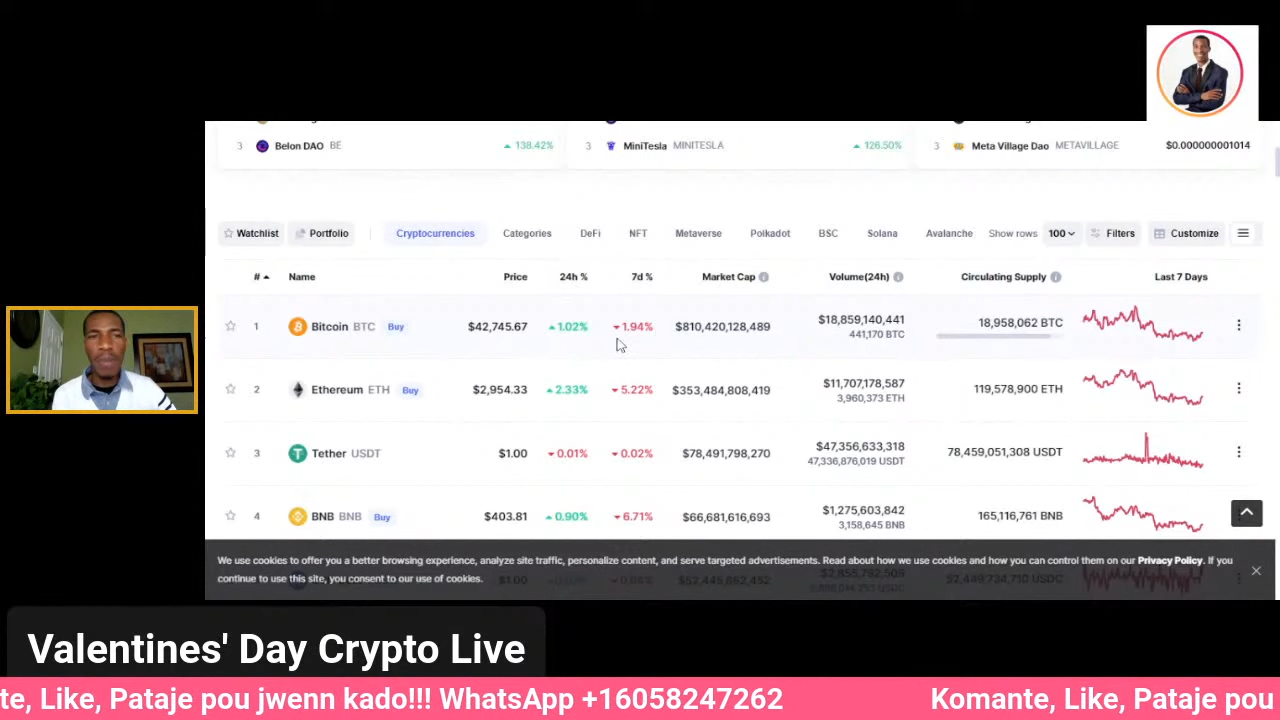 3 Belon DAO BE 138.42% 3 MiniTesla MINITESLA 126.50% 3 Meta Village Dao METAVILLAGE $0.000000001014
Watchlist Portfolio Cryptocurrencies Categories DeFi NFT Metaverse Polkadot BSC Solana Avalanche Show rows 100 Filters Customize
# Name Price 24h % 7d % Market Cap Volume(24h) Circulating Supply Last 7 Days
1 Bitcoin BTC Buy $42,745.67 1.02% 1.94% $810,420,128,489 $18,859,140,441 18,958,062 BTC
441,170 BTC
2 Ethereum ETH Buy $2,954.33 2.33% 5.22% $353,484,808,419 $11,707,178,587 119,578,900 ETH
3,960,373 ETH
3 Tether USDT $1.00 0.01% 0.02% $78,491,798,270 $47,356,633,318 78,459,051,308 USDT
47,336,876,019 USDT
4 BNB BNB Buy $403.81 0.90% 6.71% $66,681,616,693 $1,275,603,842 165,116,761 BNB
3,158,645 BNB
We use cookies to offer you a better browsing experience, analyze site traffic, personalize content, and serve targeted advertisements. Read about how we use cookies and how you can control them on our Privacy Policy. If you
continue to use this site, you consent to our use of cookies.
$1.00
Valentines' Day Crypto Live
te, Like, Pataje pou jwenn kado!!! WhatsApp +16058247262 Komante, Like, Pataje pou